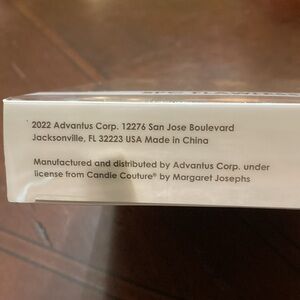 2022 Advantus Corp. 12276 San Jose Boulevard
Jacksonville, FL 32223 USA Made in China
Manufactured and distributed by Advantus Corp. under
license from Candie Couture® by Margaret Josephs